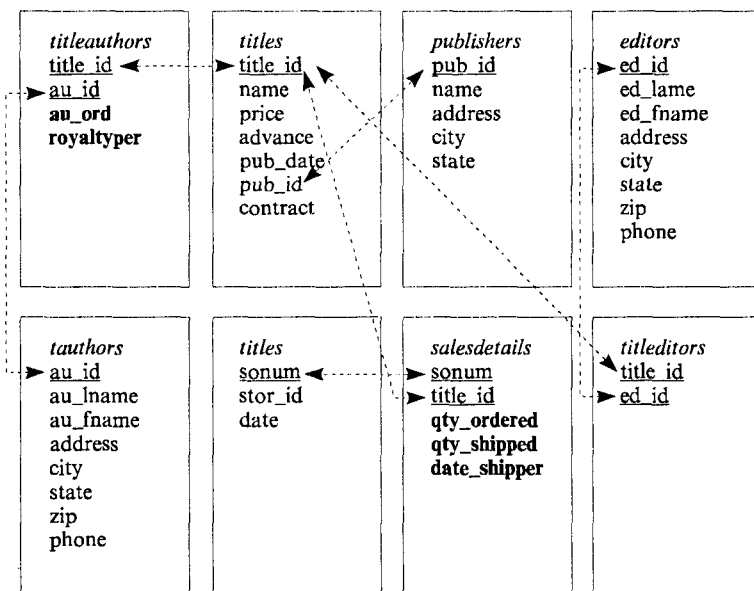 titleauthors
title_id
au_id
au_ord
royaltyper
titles
title_id
name
price
advance
pub_date
pub_id
contract
publishers
pub_id
name
address
city
state
editors
ed_id
ed_lame
ed_fname
address
city
state
zip
phone
tauthors
au_id
au_lname
au_fname
address
city
state
zip
phone
titles
sonum
stor_id
date
salesdetails
sonum
title_id
qty_ordered
qty_shipped
date_shipper
titleditors
title_id
ed_id